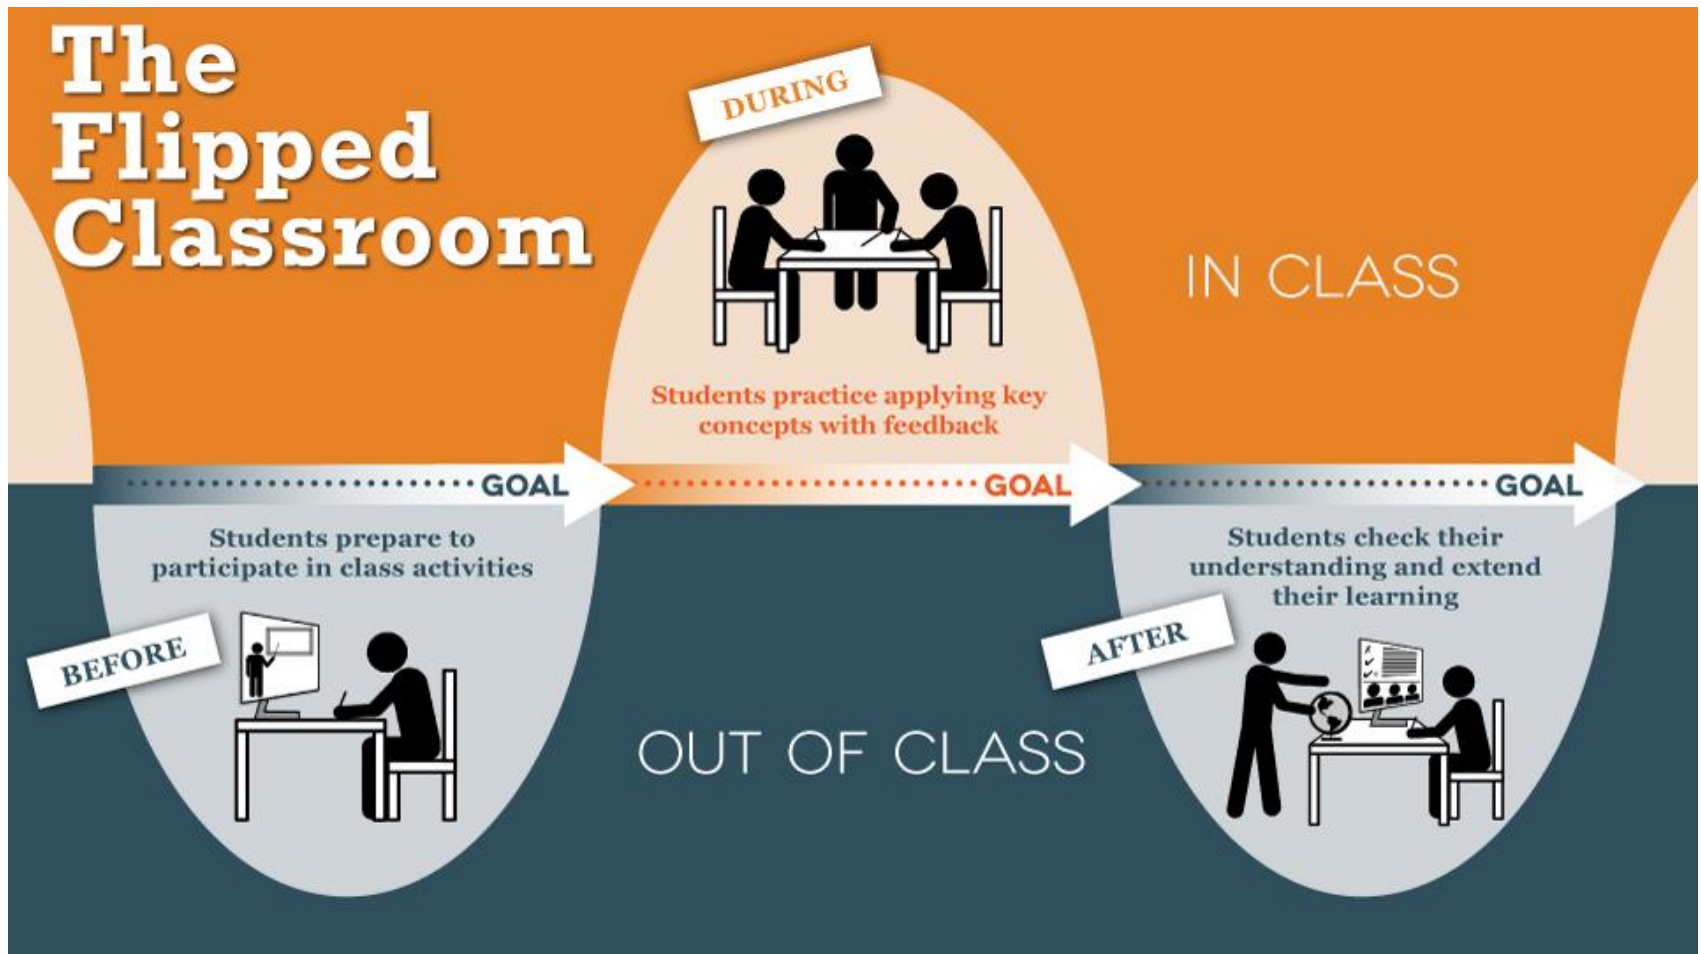 The
Flipped
Classroom
DURING
IN CLASS
Students practice applying key
concepts with feedback
GOAL
GOAL
GOAL
Students prepare to
participate in class activities
BEFORE
OUT OF CLASS
Students check their
understanding and extend
their learning
AFTER